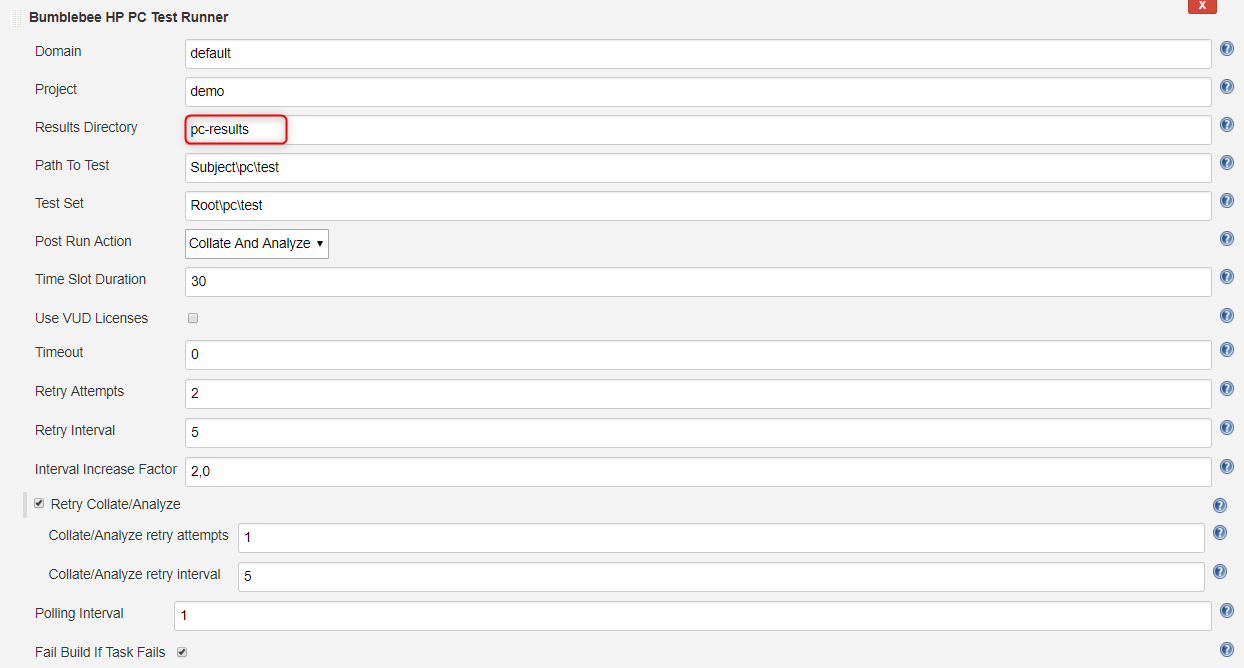 Bumblebee HP PC Test Runner
X
Domain default
Project demo
Results Directory pc-results
Path To Test Subject\pc\test
Test Set Root\pc\test
Post Run Action Collate And Analyze
Time Slot Duration 30
Use VUD Licenses
Timeout 0
Retry Attempts 2
Retry Interval 5
Interval Increase Factor 2,0
Retry Collate/Analyze
Collate/Analyze retry attempts 1
Collate/Analyze retry interval 5
Polling Interval 1
Fail Build If Task Fails